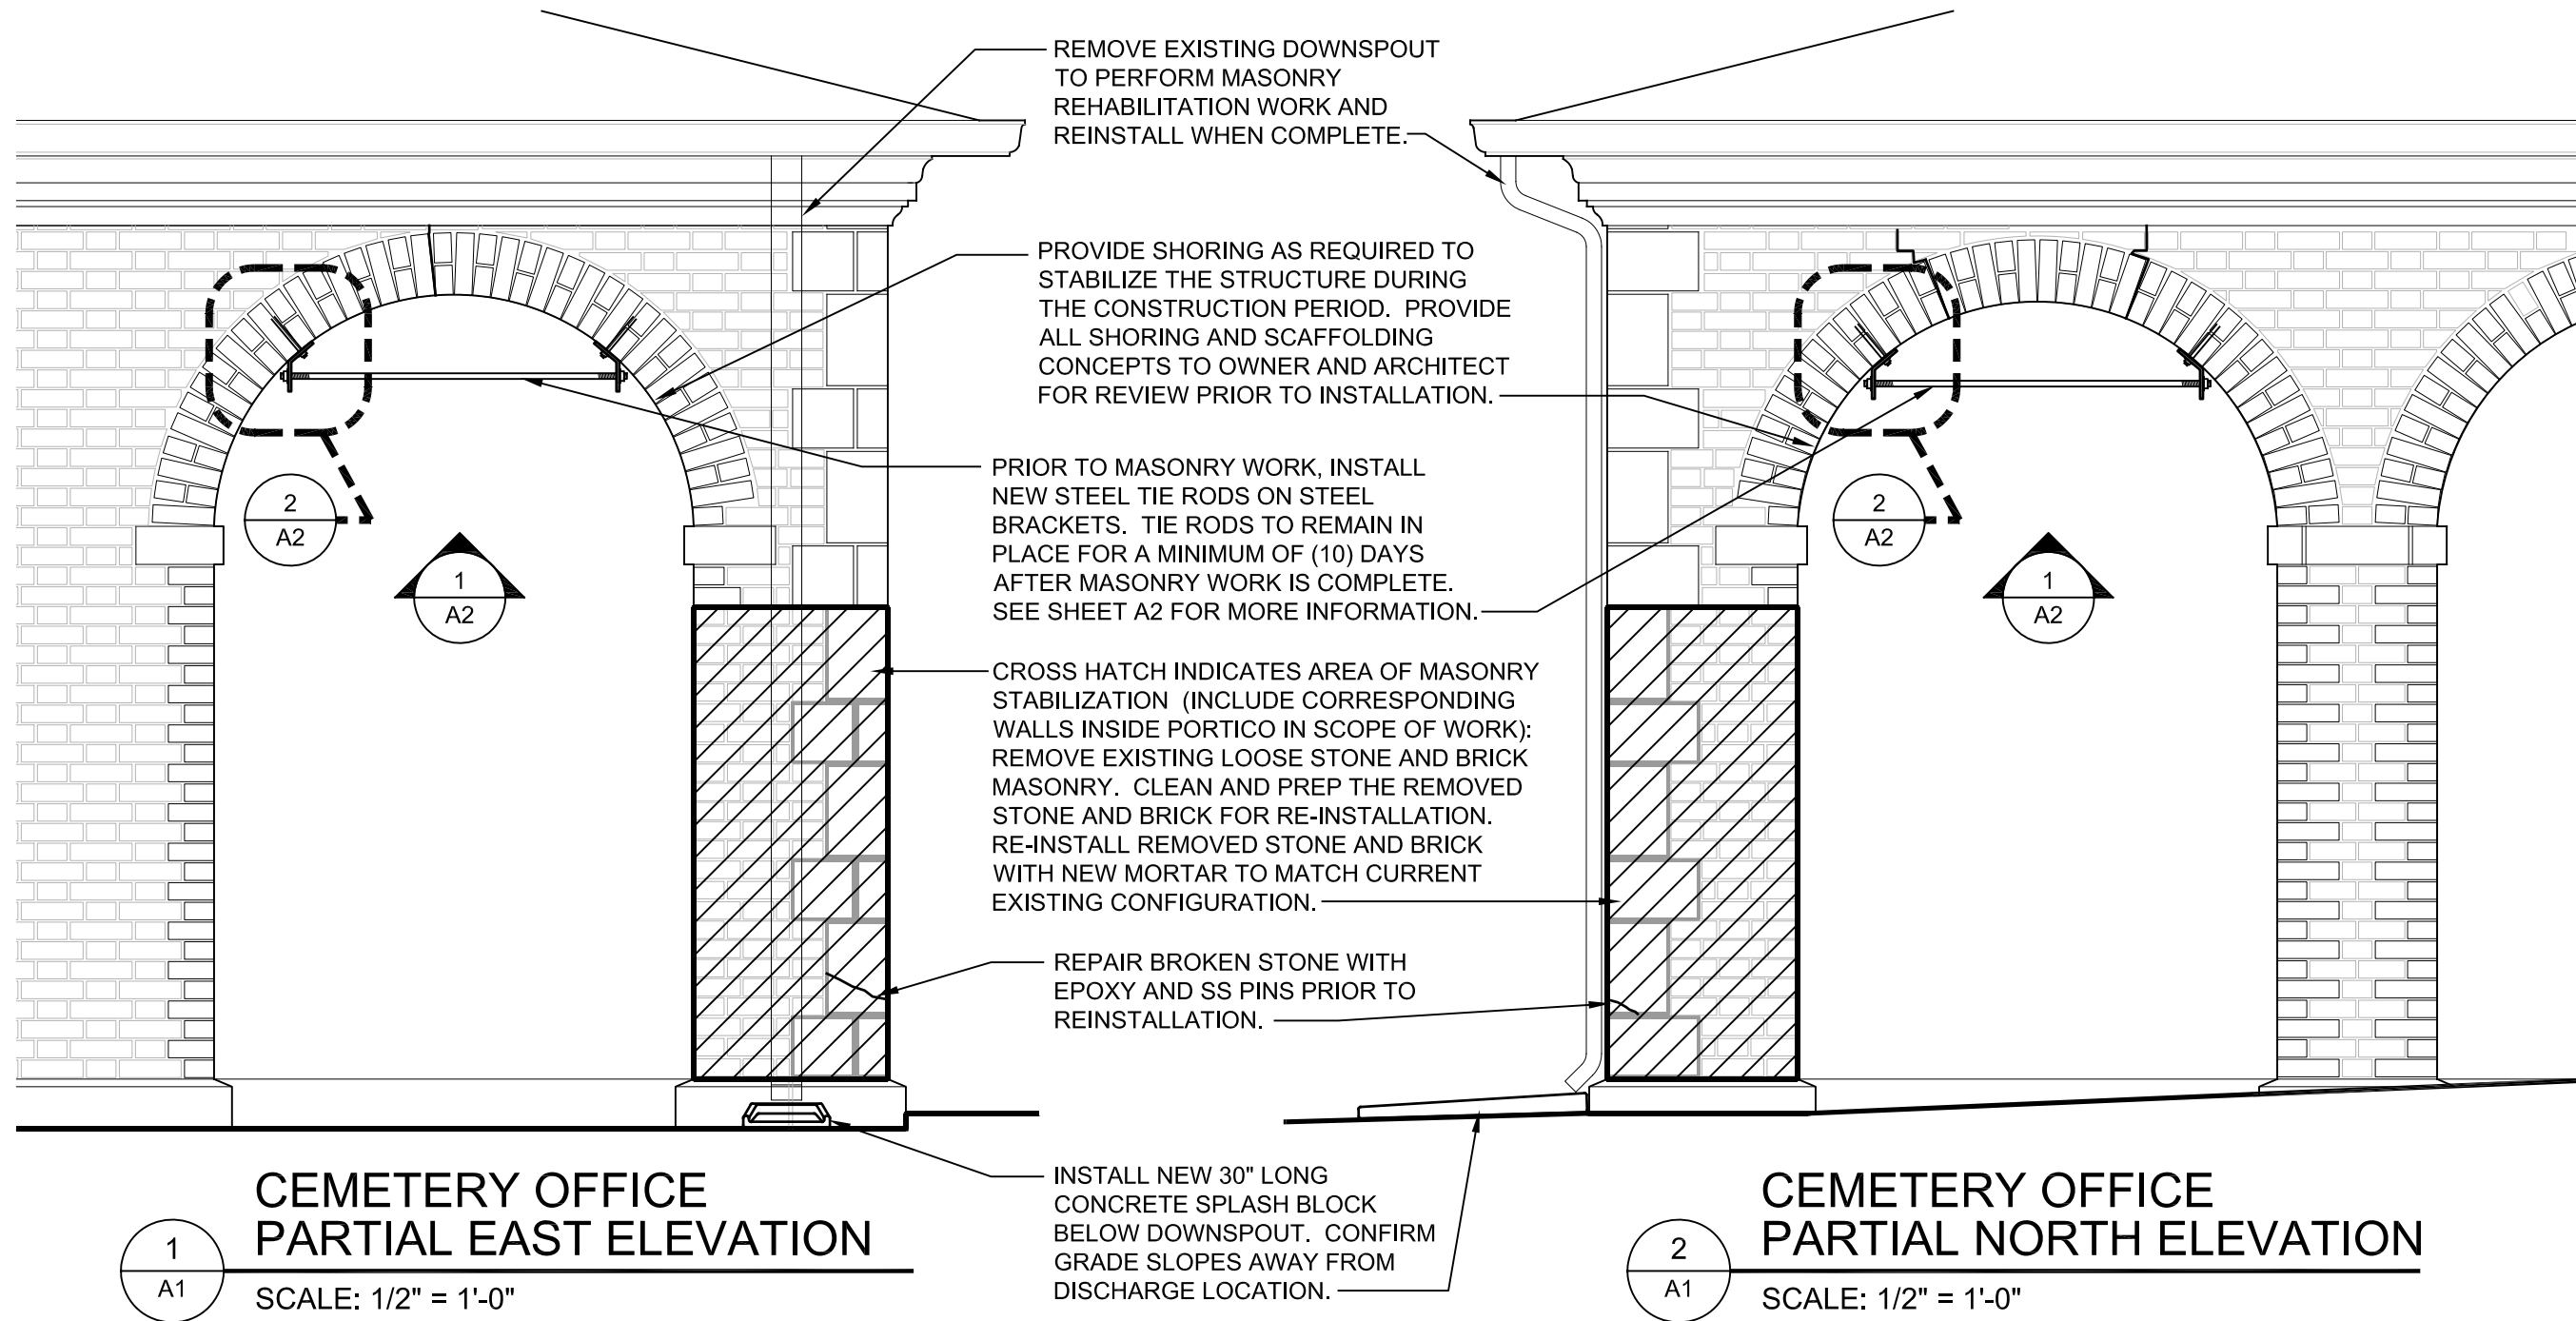 REMOVE EXISTING DOWNSPOUT
TO PERFORM MASONRY
REHABILITATION WORK AND
REINSTALL WHEN COMPLETE.
PROVIDE SHORING AS REQUIRED TO
STABILIZE THE STRUCTURE DURING
THE CONSTRUCTION PERIOD. PROVIDE
ALL SHORING AND SCAFFOLDING
CONCEPTS TO OWNER AND ARCHITECT
FOR REVIEW PRIOR TO INSTALLATION.
PRIOR TO MASONRY WORK, INSTALL
NEW STEEL TIE RODS ON STEEL
BRACKETS. TIE RODS TO REMAIN IN
PLACE FOR A MINIMUM OF (10) DAYS
AFTER MASONRY WORK IS COMPLETE.
SEE SHEET A2 FOR MORE INFORMATION.
CROSS HATCH INDICATES AREA OF MASONRY
STABILIZATION (INCLUDE CORRESPONDING
WALLS INSIDE PORTICO IN SCOPE OF WORK):
REMOVE EXISTING LOOSE STONE AND BRICK
MASONRY. CLEAN AND PREP THE REMOVED
STONE AND BRICK FOR RE-INSTALLATION.
RE-INSTALL REMOVED STONE AND BRICK
WITH NEW MORTAR TO MATCH CURRENT
EXISTING CONFIGURATION.
REPAIR BROKEN STONE WITH
EPOXY AND SS PINS PRIOR TO
REINSTALLATION.
INSTALL NEW 30" LONG
CONCRETE SPLASH BLOCK
BELOW DOWNSPOUT. CONFIRM
GRADE SLOPES AWAY FROM
DISCHARGE LOCATION.
2
A2
1
A2
2
A2
1
A2
1
A1
CEMETERY OFFICE
PARTIAL EAST ELEVATION
SCALE: 1/2" = 1'-0"
2
A1
CEMETERY OFFICE
PARTIAL NORTH ELEVATION
SCALE: 1/2" = 1'-0"